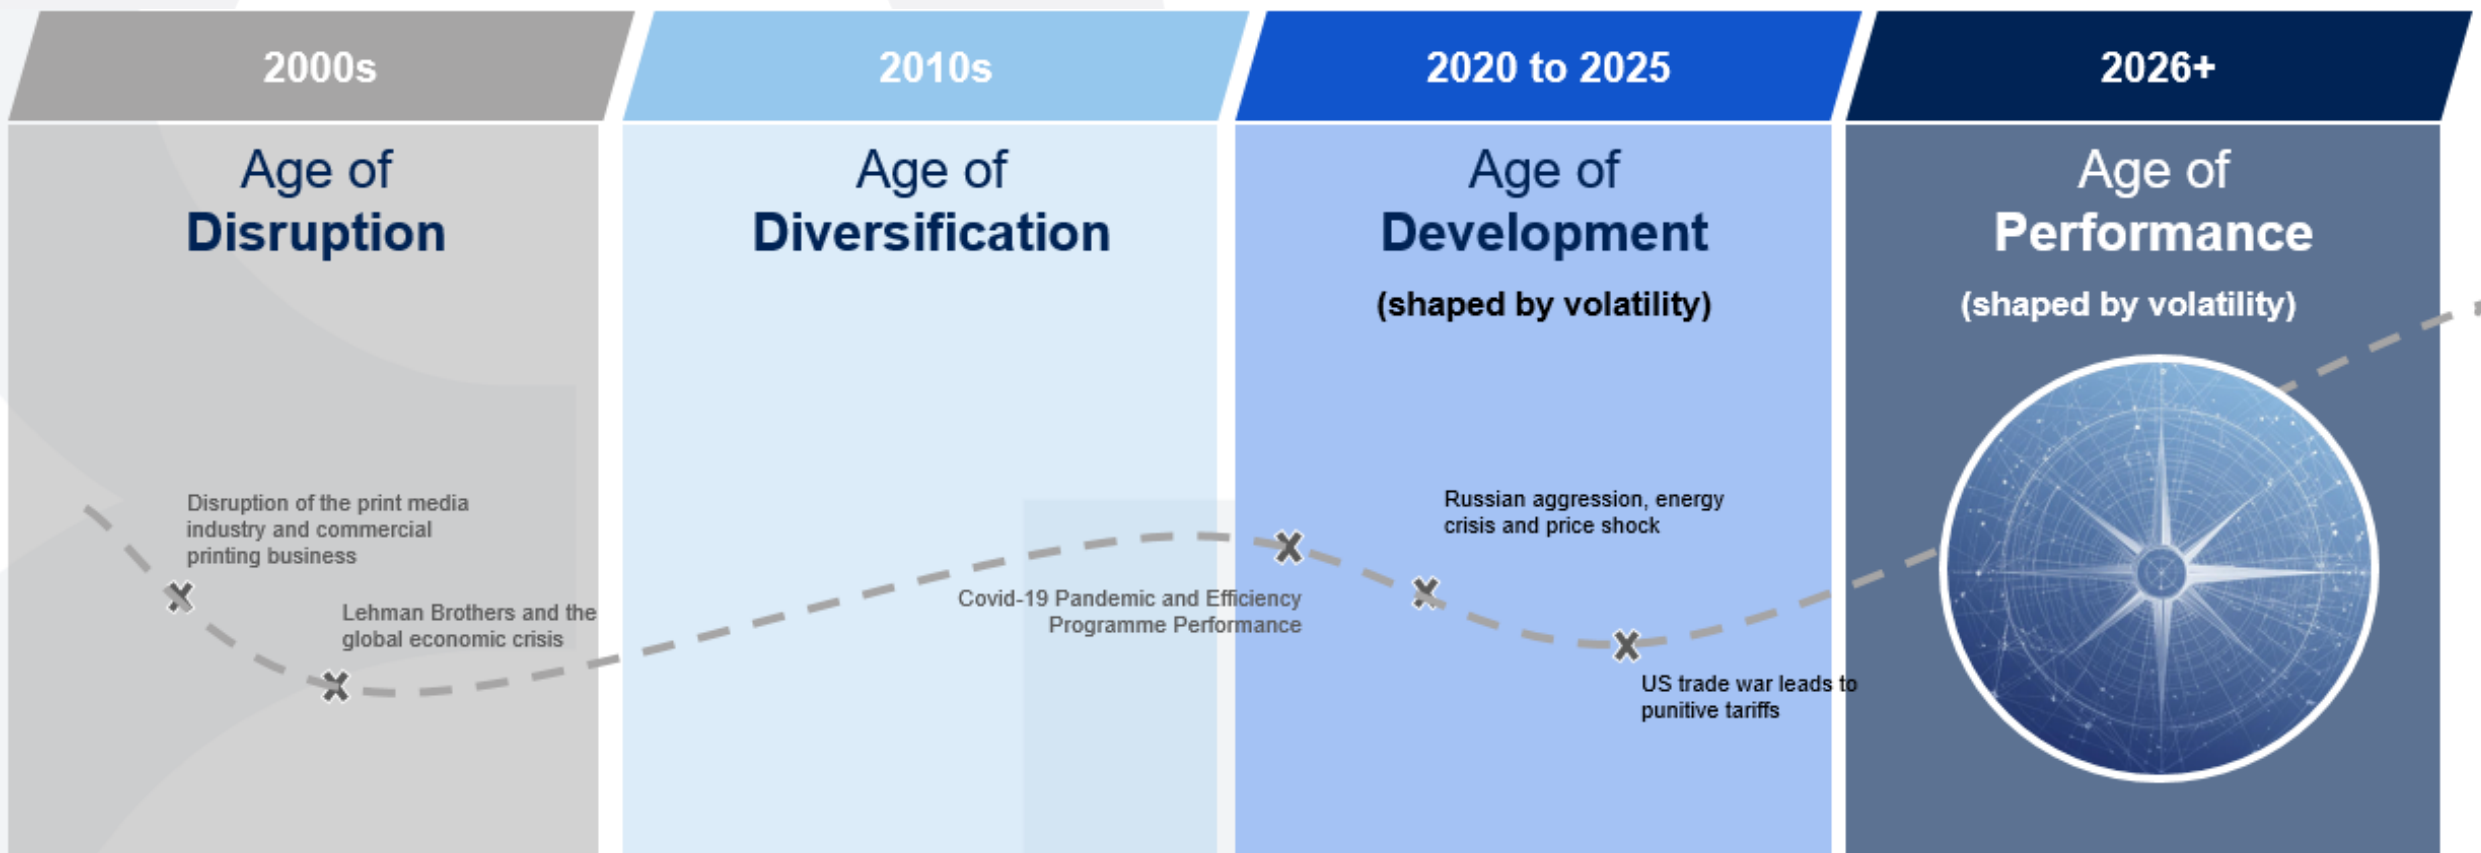 2000s
2010s
2020 to 2025
2026+
Age of
Disruption
Age of
Diversification
Age of
Development
(shaped by volatility)
Age of
Performance
(shaped by volatility)
Disruption of the print media
industry and commercial
printing business
Lehman Brothers and the
global economic crisis
Covid-19 Pandemic and Efficiency
Programme Performance
Russian aggression, energy
crisis and price shock
US trade war leads to
punitive tariffs